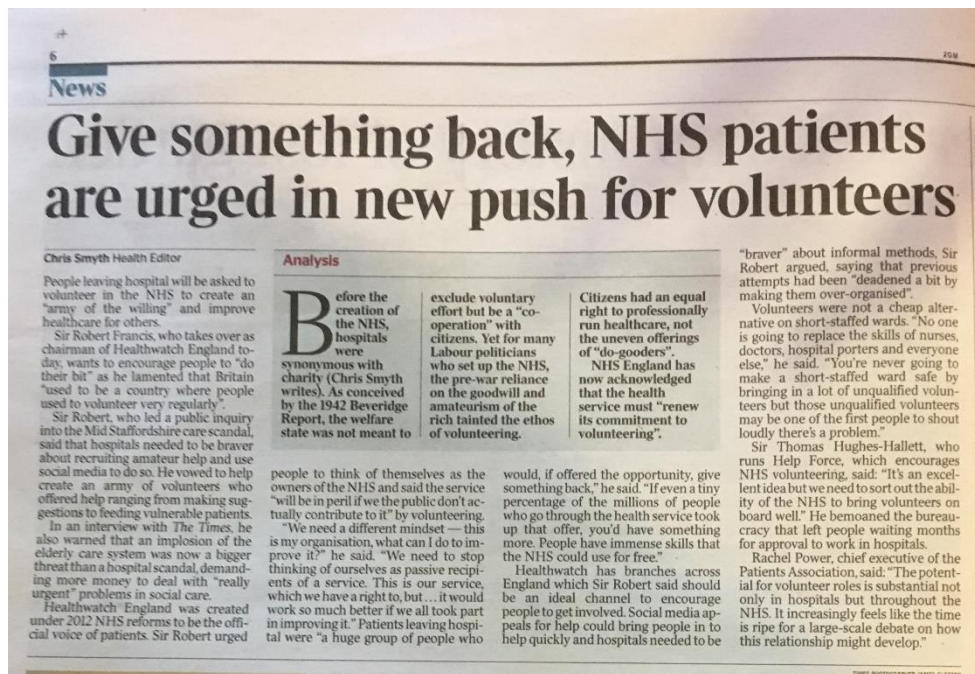 6
News
Give something back, NHS patients
are urged in new push for volunteers
Chris Smyth Health Editor
People leaving hospital will be asked to
volunteer in the NHS to create an
"army of the willing" and improve
healthcare for others.
Sir Robert Francis, who takes over as
chairman of Healthwatch England to-
day, wants to encourage people to "do
their bit" as he lamented that Britain
"used to be a country where people
used to volunteer very regularly".
Sir Robert, who led a public inquiry
into the Mid Staffordshire care scandal,
said that hospitals needed to be braver
about recruiting amateur help and use
social media to do so. He vowed to help
create an army of volunteers who
offered help ranging from making sug-
gestions to feeding vulnerable patients.
In an interview with The Times, he
also warned that an implosion of the
elderly care system was now a bigger
threat than a hospital scandal, demand-
ing more money to deal with "really
urgent" problems in social care.
Healthwatch England was created
under 2012 NHS reforms to be the offi-
cial voice of patients. Sir Robert urged
Analysis
Before the
creation of
the NHS,
hospitals
were
synonymous with
charity (Chris Smyth
writes). As conceived
by the 1942 Beveridge
Report, the welfare
state was not meant to
exclude voluntary
effort but be a "co-
operation" with
citizens. Yet for many
Labour politicians
who set up the NHS,
the pre-war reliance
on the goodwill and
amateurism of the
rich tainted the ethos
of volunteering.
Citizens had an equal
right to professionally
run healthcare, not
the uneven offerings
of "do-gooders".
NHS England has
now acknowledged
that the health
service must "renew
its commitment to
volunteering".
people to think of themselves as the
owners of the NHS and said the service
"will be in peril if we the public don't ac-
tually contribute to it" by volunteering.
"We need a different mindset — this
is my organisation, what can I do to im-
prove it?" he said. "We need to stop
thinking of ourselves as passive recipi-
ents of a service. This is our service,
which we have a right to, but... it would
work so much better if we all took part
in improving it." Patients leaving hospi-
tal were "a huge group of people who
would, if offered the opportunity, give
something back," he said. "If even a tiny
percentage of the millions of people
who go through the health service took
up that offer, you'd have something
more. People have immense skills that
the NHS could use for free."
Healthwatch has branches across
England which Sir Robert said should
be an ideal channel to encourage
people to get involved. Social media ap-
peals for help could bring people in to
help quickly and hospitals needed to be
"braver" about informal methods, Sir
Robert argued, saying that previous
attempts had been "deadened a bit by
making them over-organised".
Volunteers were not a cheap alter-
native on short-staffed wards. "No one
is going to replace the skills of nurses,
doctors, hospital porters and everyone
else," he said. "You're never going to
make a short-staffed ward safe by
bringing in a lot of unqualified volun-
teers but those unqualified volunteers
may be one of the first people to shout
loudly there's a problem."
Sir Thomas Hughes-Hallett, who
runs Help Force, which encourages
NHS volunteering, said: "It's an excel-
lent idea but we need to sort out the abil-
ity of the NHS to bring volunteers on
board well." He bemoaned the bureau-
cracy that left people waiting months
for approval to work in hospitals.
Rachel Power, chief executive of the
Patients Association, said: "The potent-
ial for volunteer roles is substantial not
only in hospitals but throughout the
NHS. It increasingly feels like the time
is ripe for a large-scale debate on how
this relationship might develop."